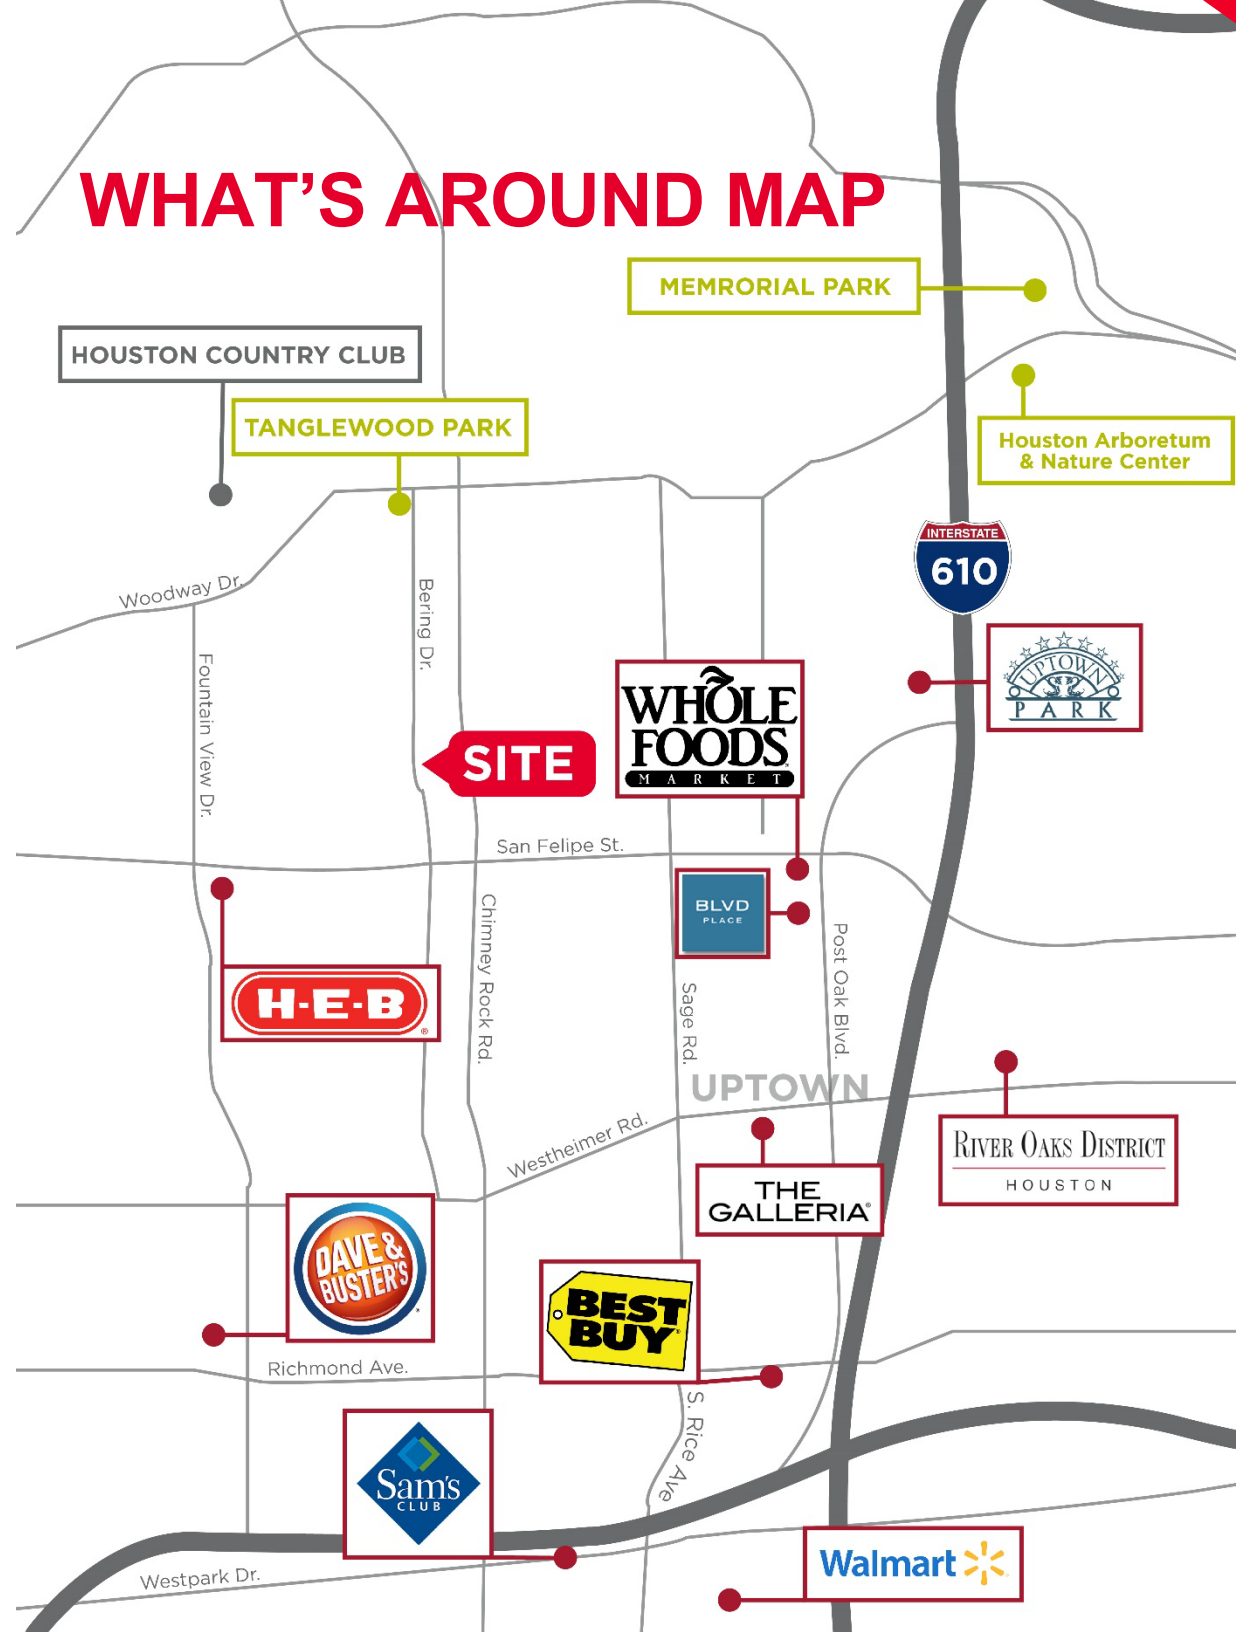 WHAT’S AROUND MAP
MEMRORIAL PARK
HOUSTON COUNTRY CLUB
TANGLEWOOD PARK
Houston Arboretum
& Nature Center
INTERSTATE
610
Woodway Dr.
Bering Dr.
Fountain View Dr.
UPTOWN
PARK
WHOLE
FOODS
MARKET
SITE
San Felipe St.
BLVD
PLACE
Chimney Rock Rd.
Post Oak Blvd.
Sage Rd.
H-E-B
®
UPTOWN
Westheimer Rd.
RIVER OAKS DISTRICT
HOUSTON
THE
GALLERIA®
DAVE &
BUSTER'S
BEST
BUY
Richmond Ave.
S. Rice Ave
Sam's
CLUB
Walmart
Westpark Dr.